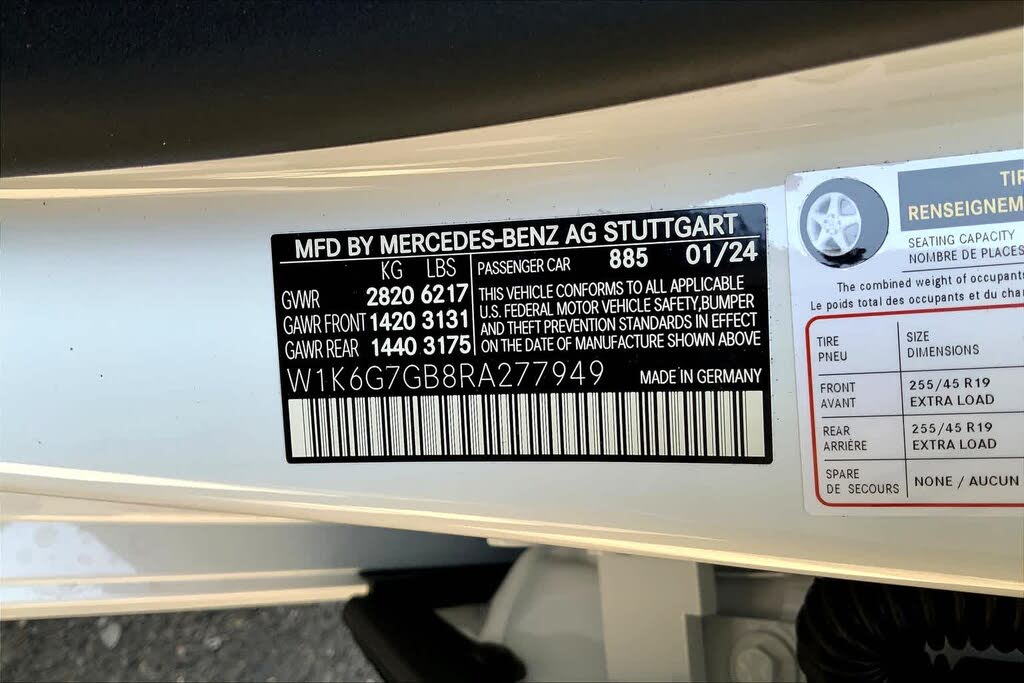 MFD BY MERCEDES-BENZ AG STUTTGART
KG LBS
GVWR 2820 6217
GAWR FRONT 1420 3131
GAWR REAR 1440 3175
PASSENGER CAR 885 01/24
THIS VEHICLE CONFORMS TO ALL APPLICABLE
U.S. FEDERAL MOTOR VEHICLE SAFETY,BUMPER
AND THEFT PREVENTION STANDARDS IN EFFECT
ON THE DATE OF MANUFACTURE SHOWN ABOVE
W1K6G7GB8RA277949 MADE IN GERMANY
SEATING CAPACITY
NOMBRE DE PLACES
The combined weight of
Le poids total des occupants et du
TIRE
PNEU
SIZE
DIMENSIONS
FRONT
AVANT
255/45 R19
EXTRA LOAD
REAR
ARRIÈRE
255/45 R19
EXTRA LOAD
SPARE
DE SECOURS
NONE / AUCUN